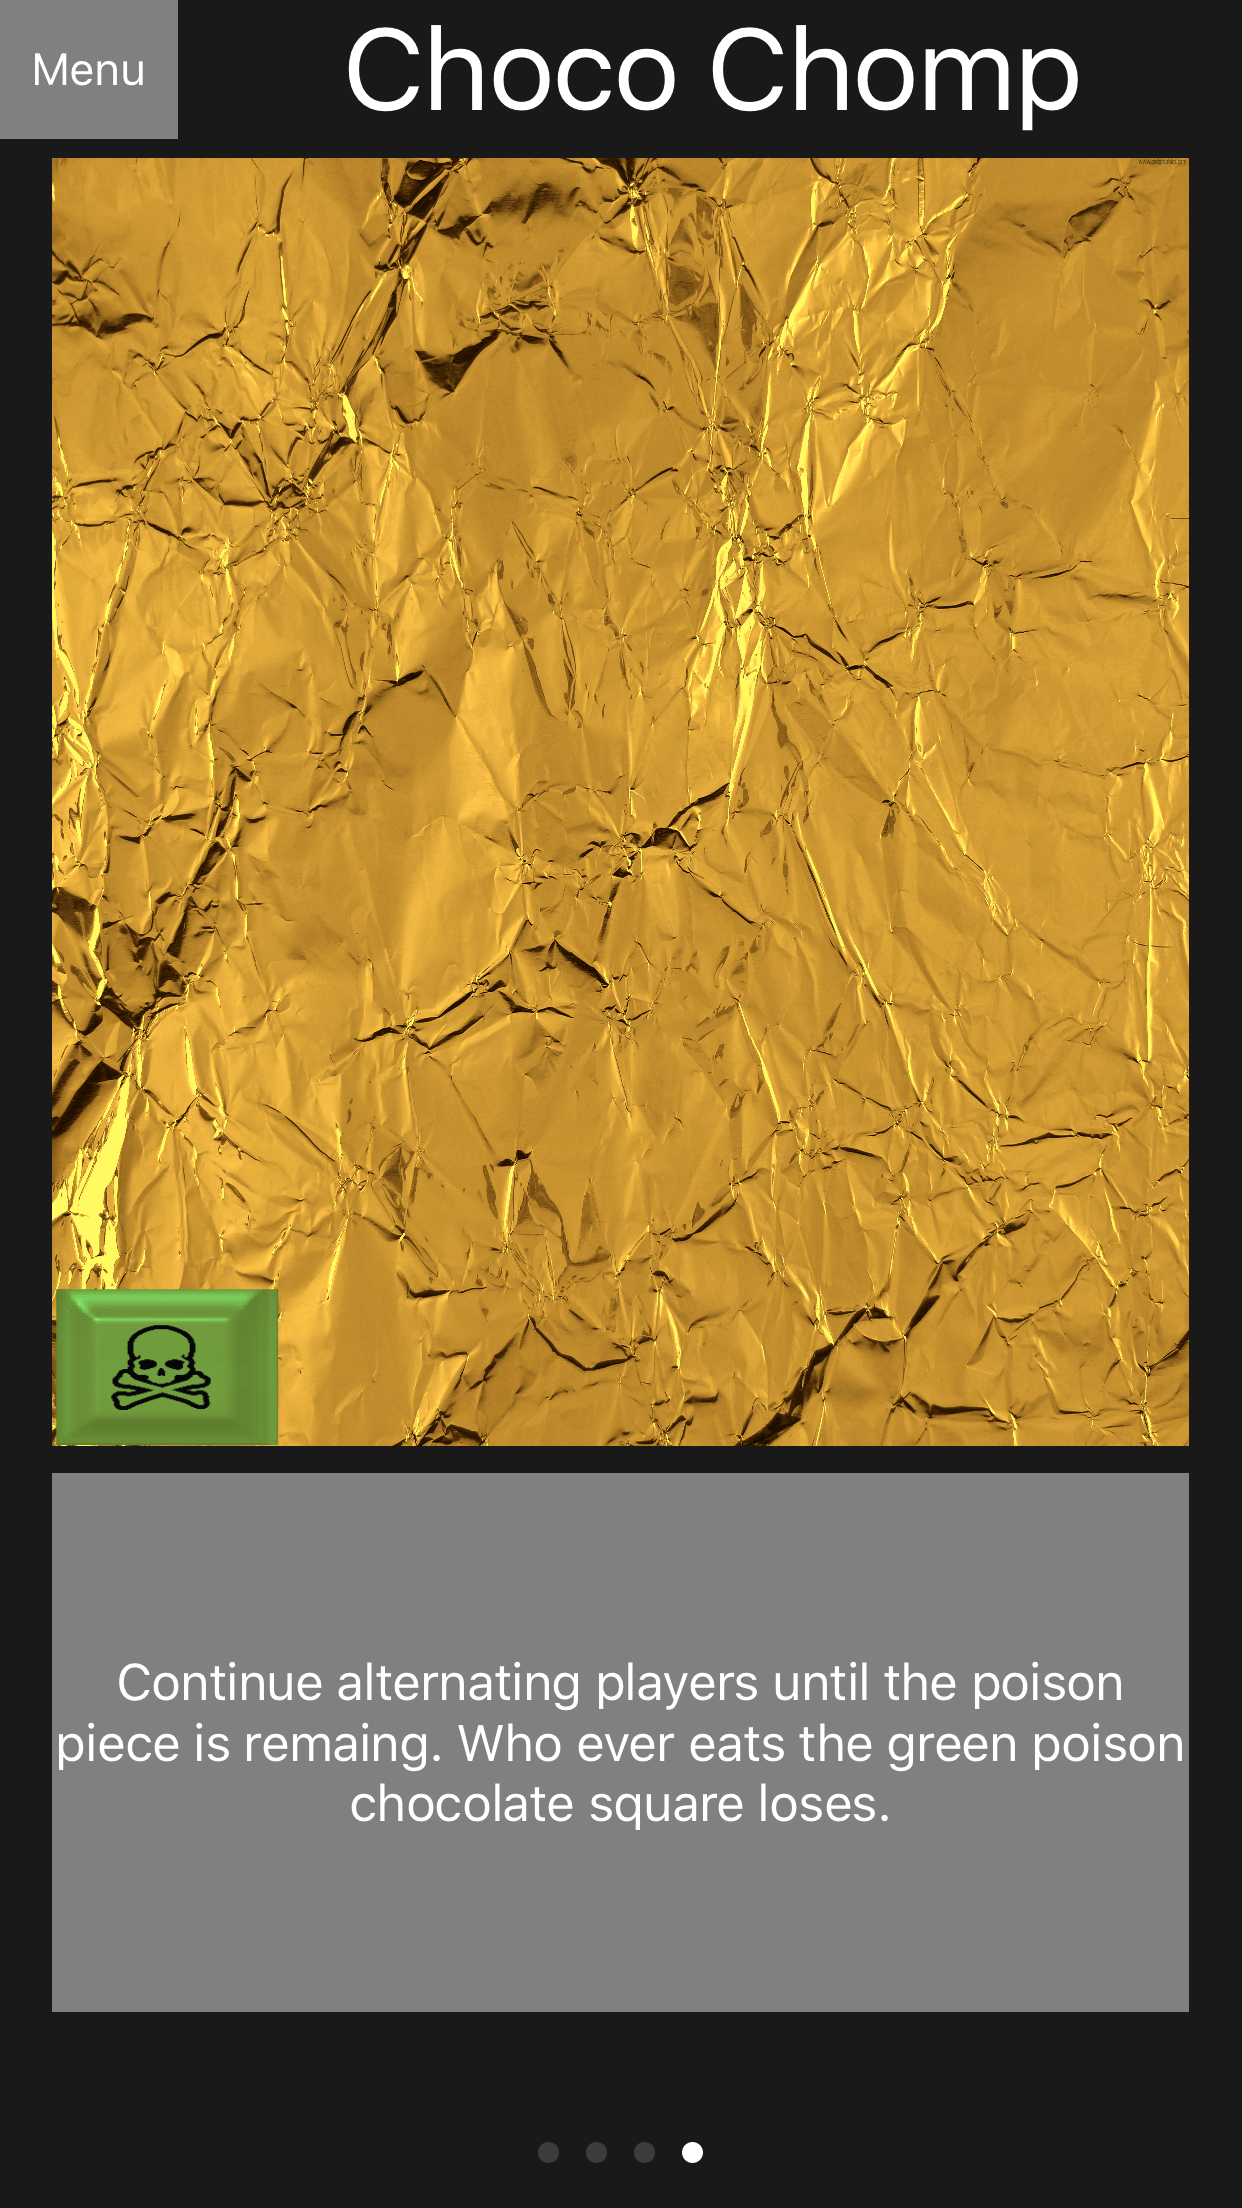 Menu
Choco Chomp
Continue alternating players until the poison
piece is remaing. Who ever eats the green poison
chocolate square loses.